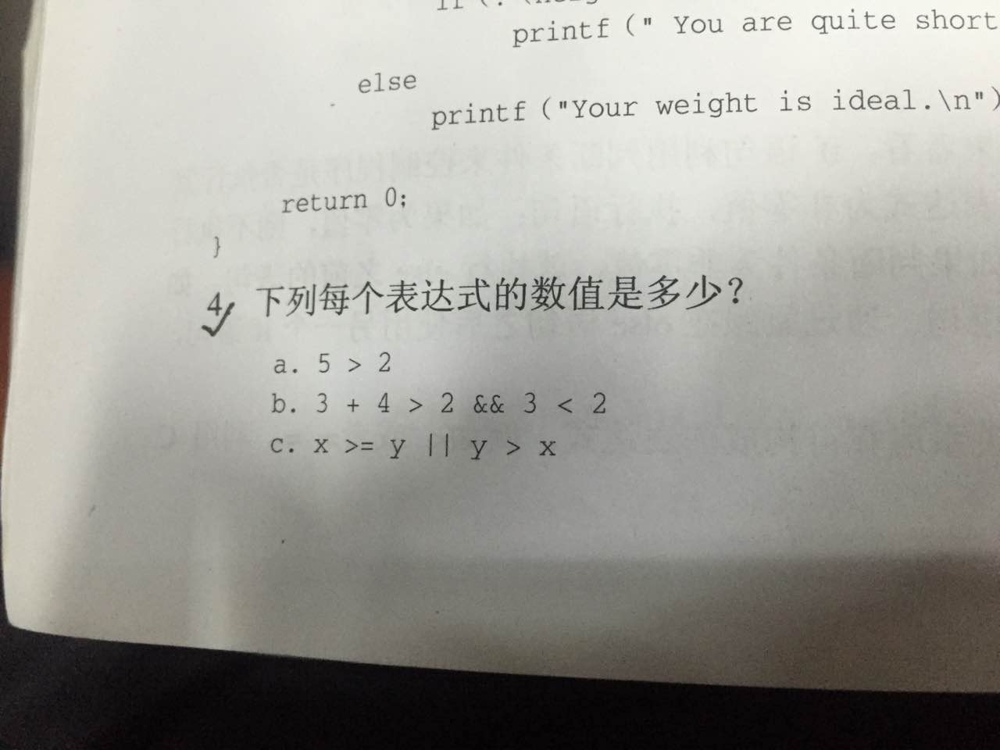 printf (" You are quite short
else
printf ("Your weight is ideal.\n")
return 0;
}
4. 下列每个表达式的数值是多少？
a. 5 > 2
b. 3 + 4 > 2 && 3 < 2
c. x >= y || y > x